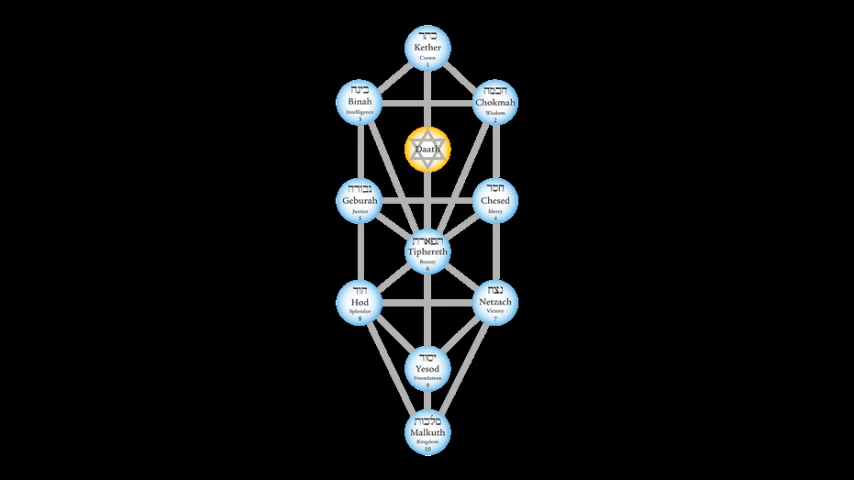 כתר
Kether
Crown
1
בינה
Binah
Intelligence
3
חכמה
Chokmah
Wisdom
2
Daath
גבורה
Geburah
Justice
5
חסד
Chesed
Mercy
4
תפארת
Tiphereth
Beauty
6
הוד
Hod
Splendor
8
נצח
Netzach
Victory
7
יסוד
Yesod
Foundation
9
מלכות
Malkuth
Kingdom
10